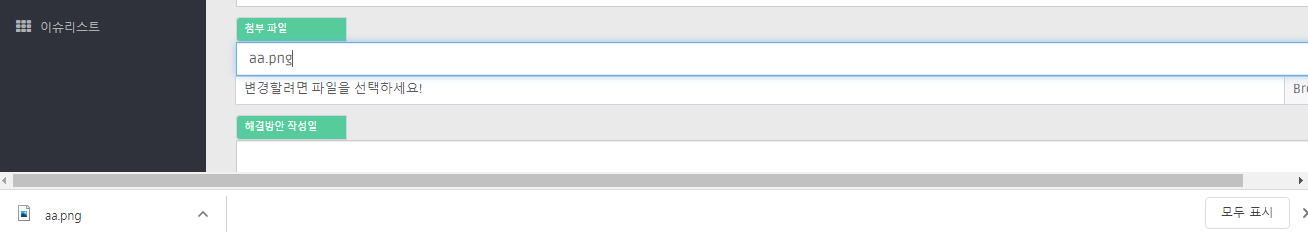 이슈리스트
첨부 파일
aa.png
변경할려면 파일을 선택하세요!
해결방안 작성일
aa.png
모두 표시